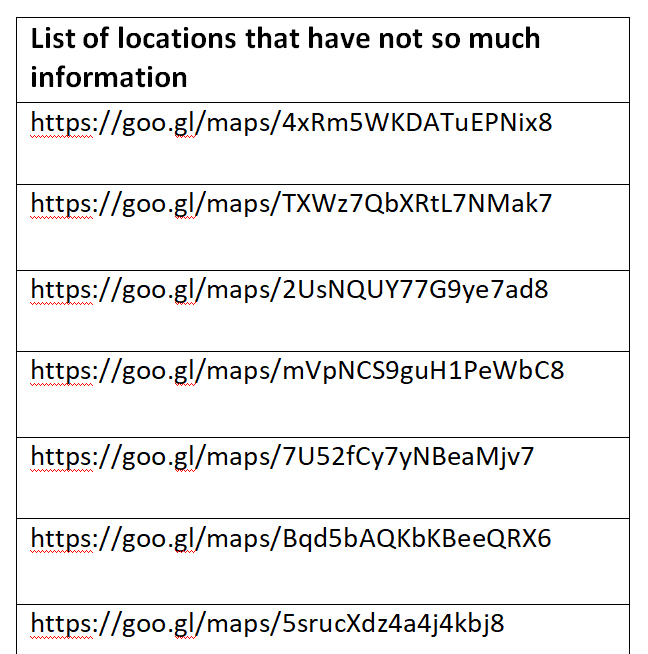 List of locations that have not so much
information
https://goo.gl/maps/4xRm5WKDATuEPNix8
https://goo.gl/maps/TXWz7QbXRtL7NMak7
https://goo.gl/maps/2UsNQUY77G9ye7ad8
https://goo.gl/maps/mVpNCS9guH1PeWbC8
https://goo.gl/maps/7U52fCy7yNBeaMjv7
https://goo.gl/maps/Bqd5bAQKbKBeeQRX6
https://goo.gl/maps/5srucXdz4a4j4kbj8